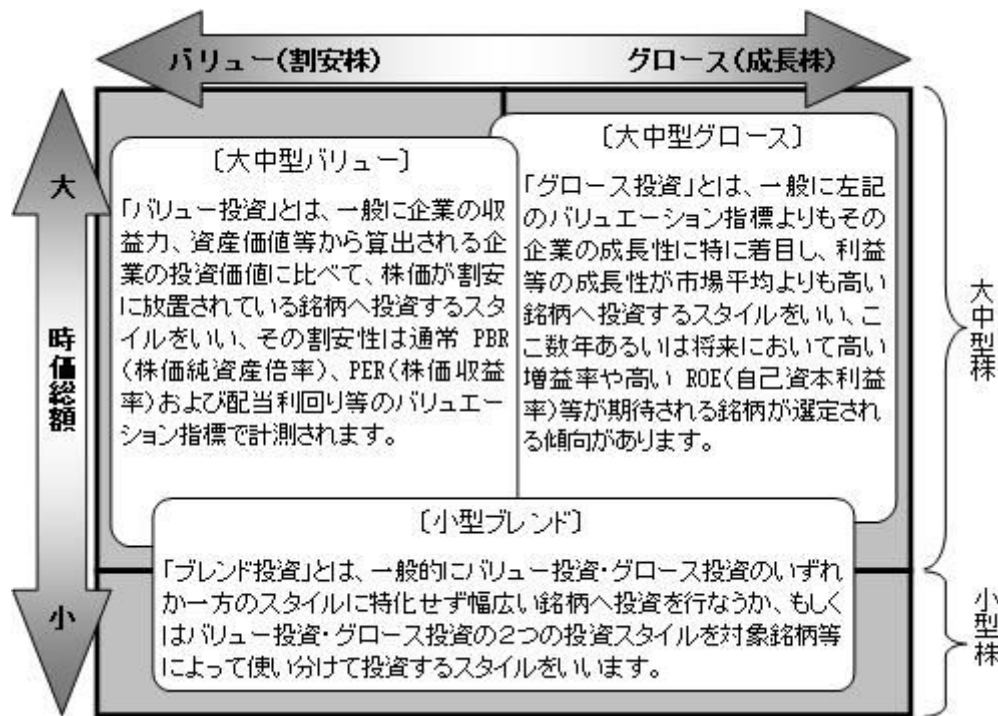 バリュー(割安株)
グロース(成長株)
大
時価総額
小
〔大中型バリュー〕
「バリュー投資」とは、一般に企業の収
益力、資産価値等から算出される企
業の投資価値に比べて、株価が割安
に放置されている銘柄へ投資するスタ
イルをいい、その割安性は通常 PBR
(株価純資産倍率)、PER(株価収益
率)および配当利回り等のバリュエー
ション指標で計測されます。
〔大中型グロース〕
「グロース投資」とは、一般に左記
のバリュエーション指標よりもその
企業の成長性に特に着目し、利益
等の成長性が市場平均よりも高い
銘柄へ投資するスタイルをいい、こ
こ数年あるいは将来において高い
増益率や高い ROE(自己資本利益
率)等が期待される銘柄が選定され
る傾向があります。
〔小型ブレンド〕
「ブレンド投資」とは、一般的にバリュー投資・グロース投資のいずれ
か一方のスタイルに特化せず幅広い銘柄へ投資を行なうか、もしく
はバリュー投資・グロース投資の2つの投資スタイルを対象銘柄等
によって使い分けて投資するスタイルをいいます。
大中型株
小型株